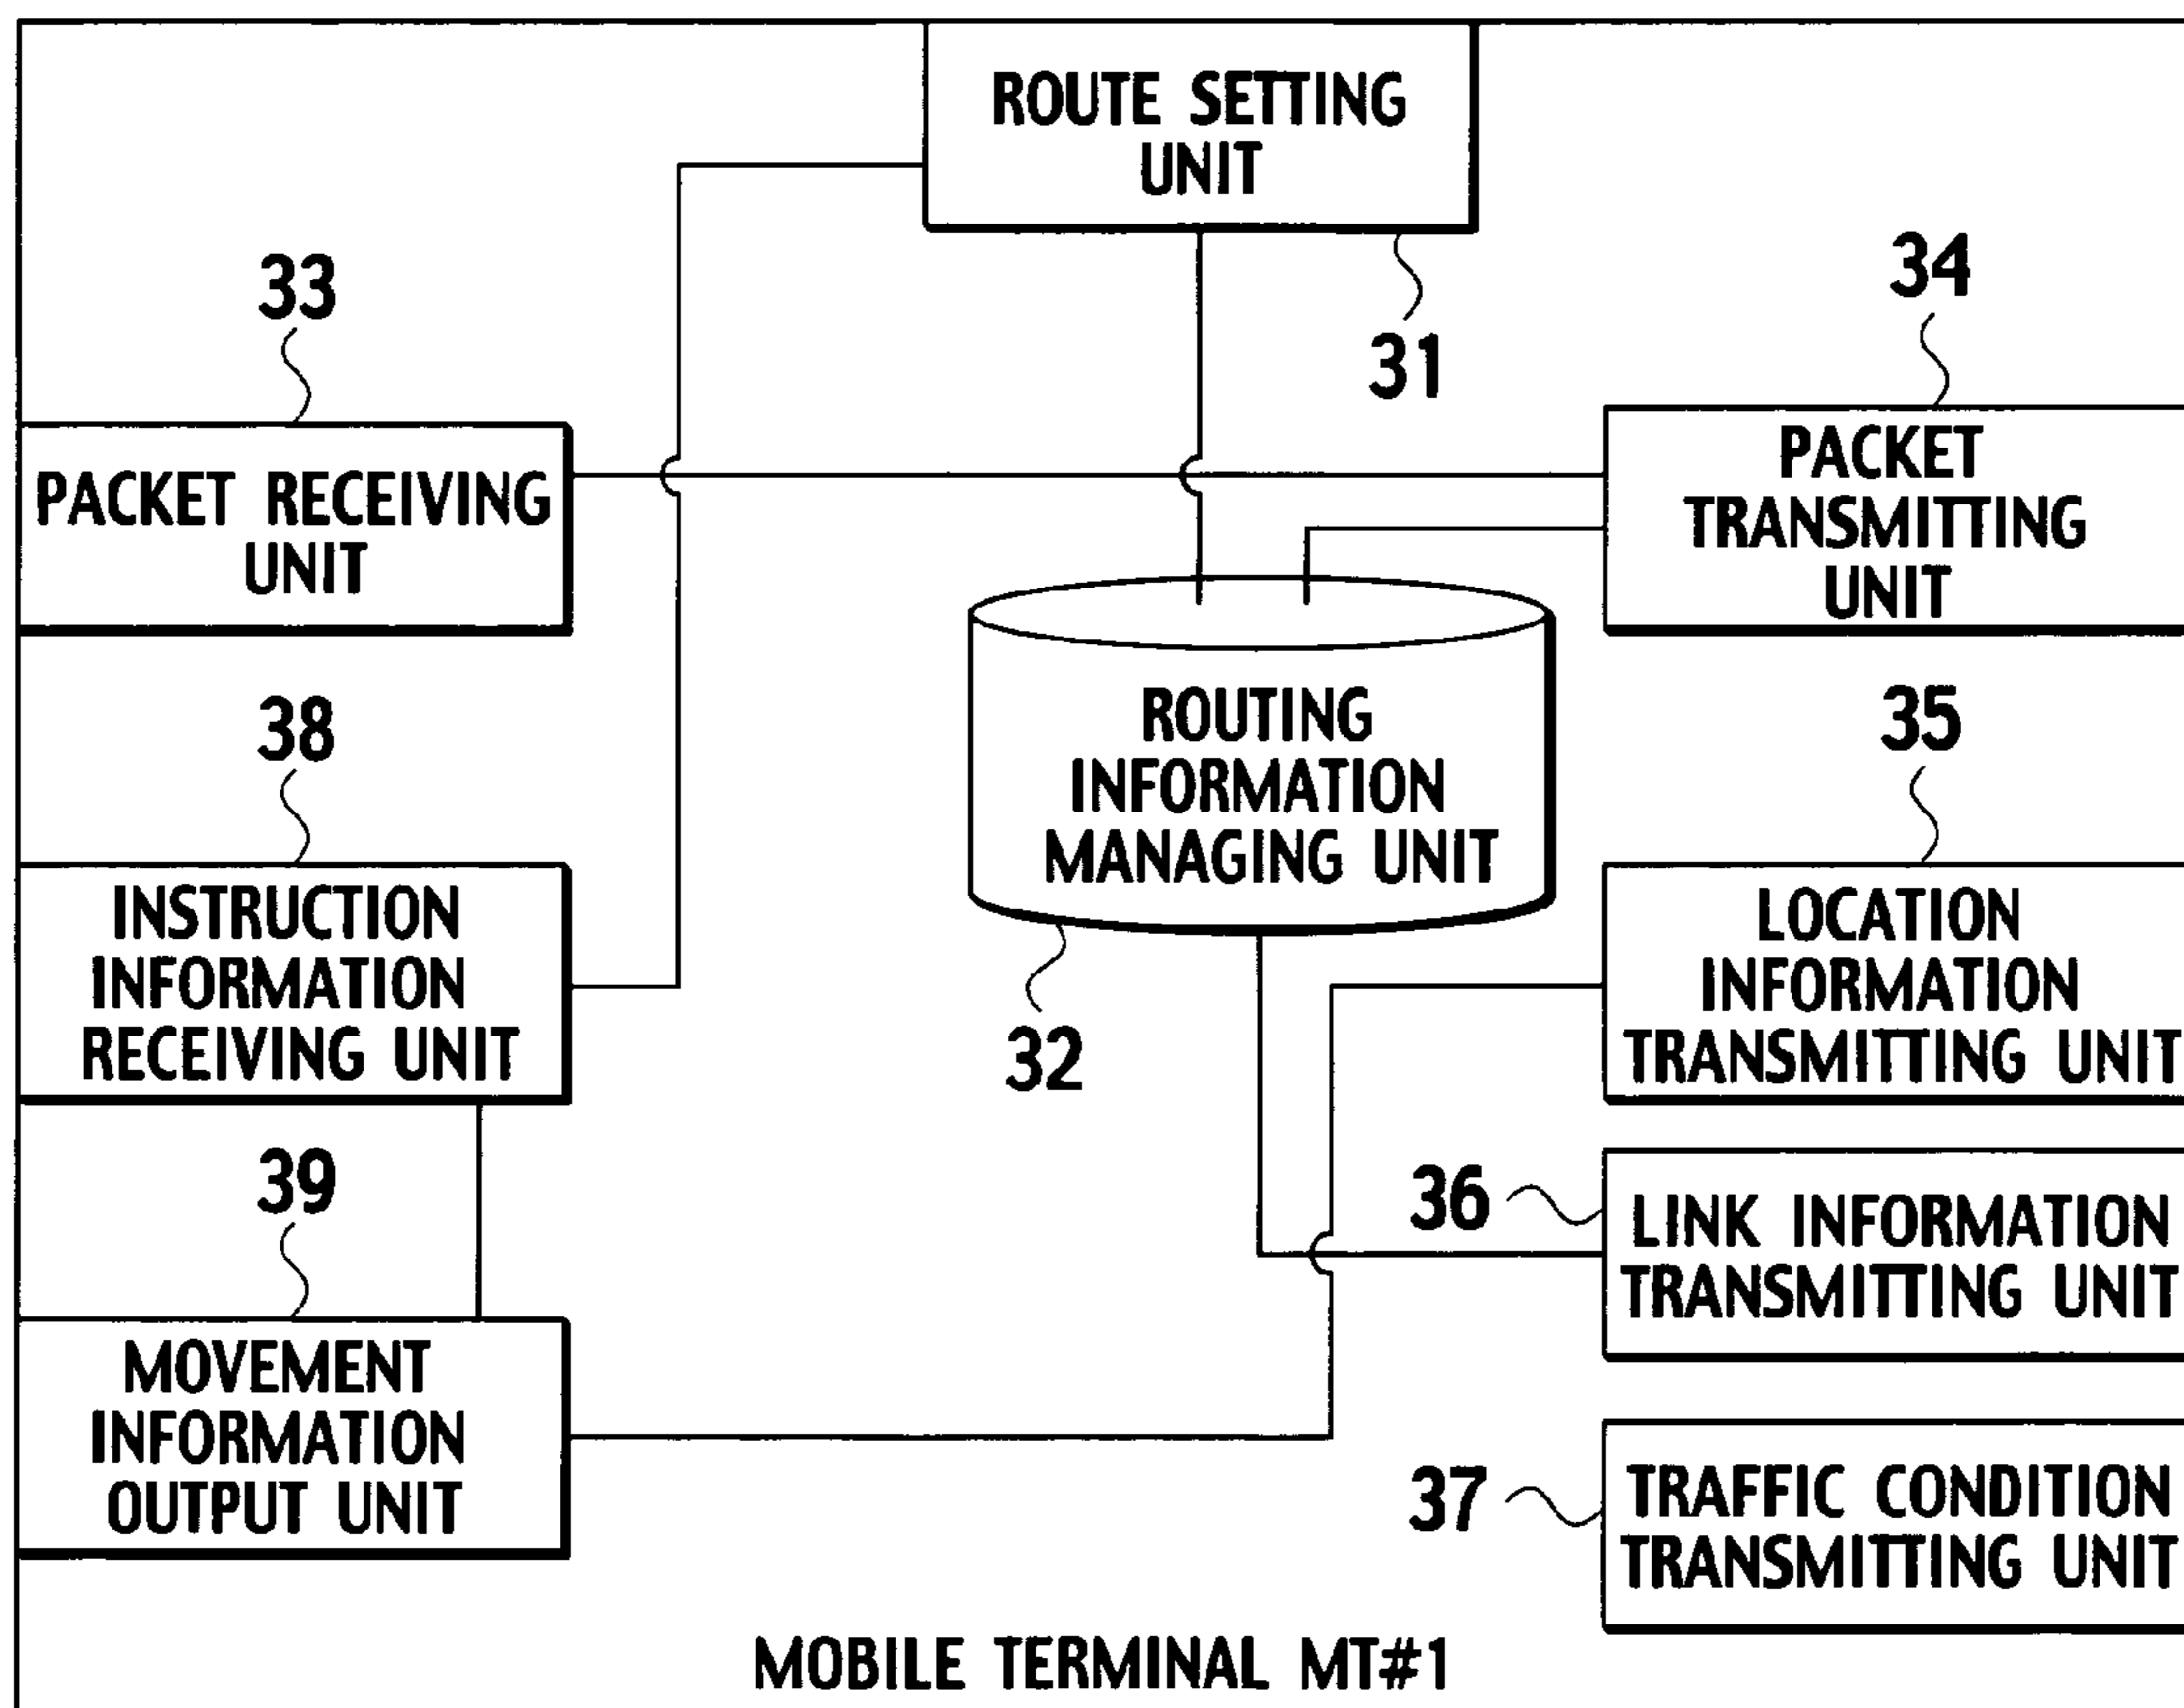 ROUTE SETTING
UNIT
31
33
PACKET RECEIVING
UNIT
34
PACKET
TRANSMITTING
UNIT
ROUTING
INFORMATION
MANAGING UNIT
32
38
INSTRUCTION
INFORMATION
RECEIVING UNIT
35
LOCATION
INFORMATION
TRANSMITTING UNIT
39
MOVEMENT
INFORMATION
OUTPUT UNIT
36
LINK INFORMATION
TRANSMITTING UNIT
37
TRAFFIC CONDITION
TRANSMITTING UNIT
MOBILE TERMINAL MT#1